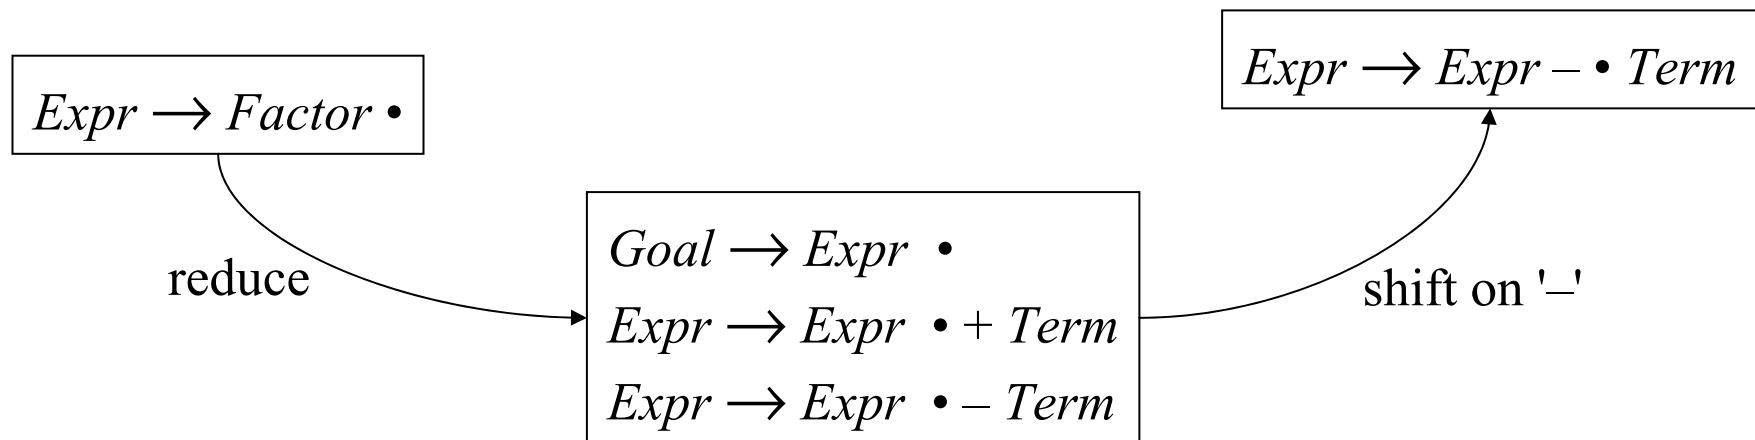 Expr → Factor •
reduce
Goal → Expr •
Expr → Expr • + Term
Expr → Expr • – Term
shift on '–'
Expr → Expr – • Term